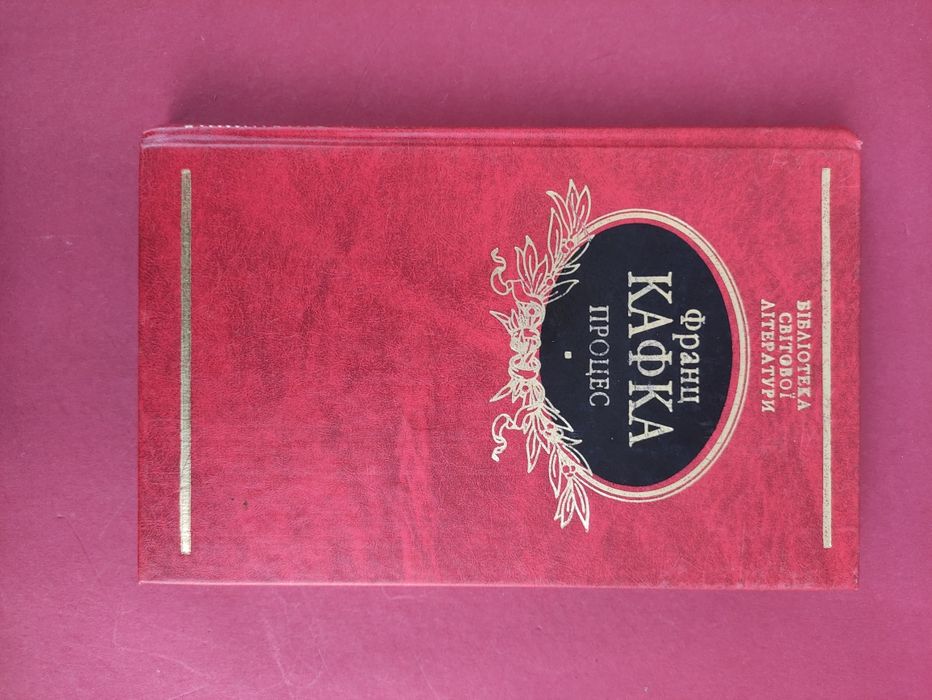 БІБЛІОТЕКА
СВІТОВОЇ
ЛІТЕРАТУРИ
Франц
КАФКА
ПРОЦЕС